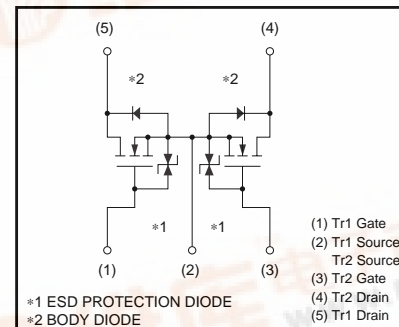 (5) (4)
*2 *2
*1 *1
(1) (2) (3)
(1) Tr1 Gate
(2) Tr1 Source
Tr2 Source
(3) Tr2 Gate
(4) Tr2 Drain
(5) Tr1 Drain
*1 ESD PROTECTION DIODE
*2 BODY DIODE